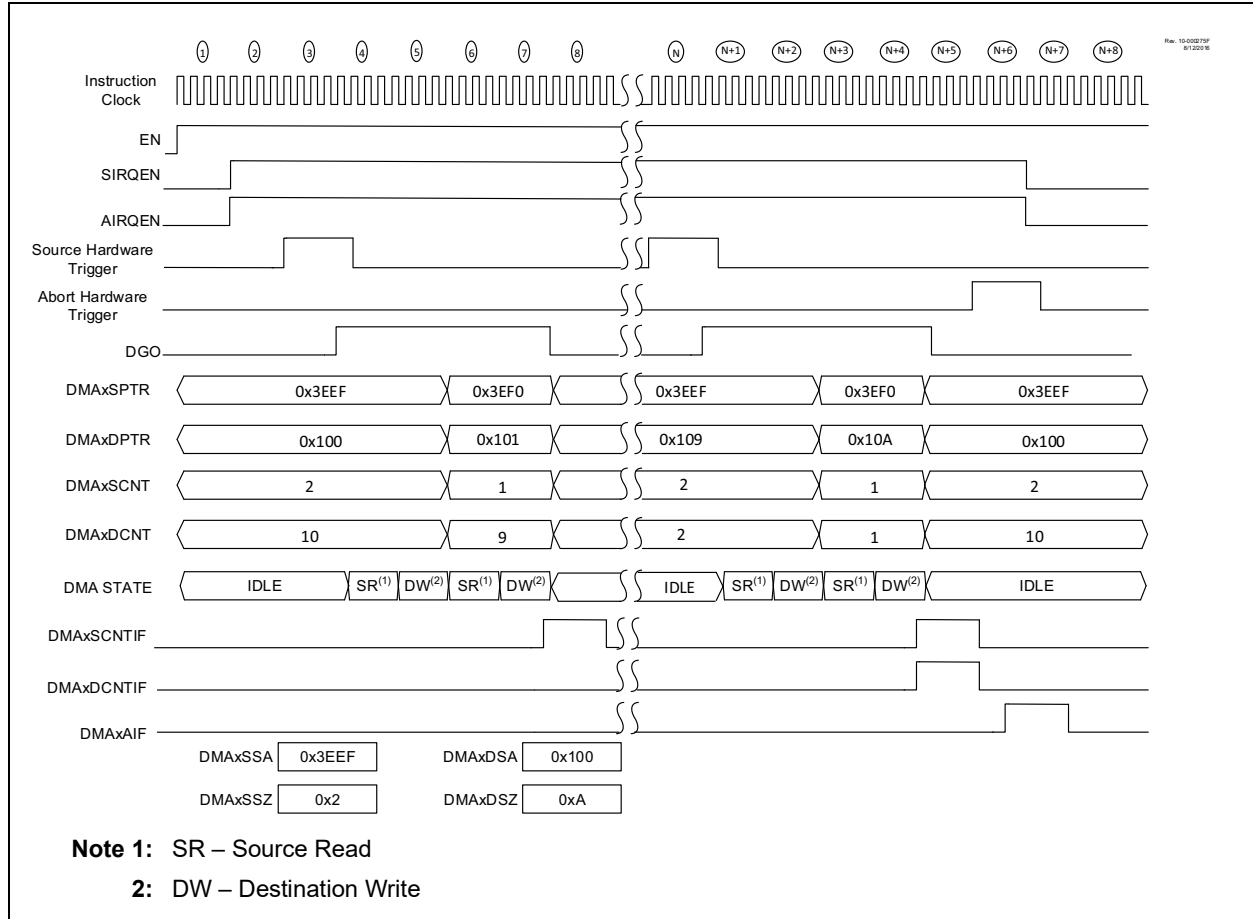 1 2 3 4 5 6 7 8 N N+1 N+2 N+3 N+4 N+5 N+6 N+7 N+8
Rev. 10-000275F
8/12/2016
Instruction
Clock
EN
SIRQEN
AIRQEN
Source Hardware
Trigger
Abort Hardware
Trigger
DGO
DMAxSPTR 0x3EEF 0x3EF0 0x3EEF 0x3EF0 0x3EEF
DMAxDPTR 0x100 0x101 0x109 0x10A 0x100
DMAxSCNT 2 1 2 1 2
DMAxDCNT 10 9 2 1 10
DMA STATE IDLE SR(1) DW(2) SR(1) DW(2) IDLE SR(1) DW(2) SR(1) DW(2) IDLE
DMAxSCNTIF
DMAxDCNTIF
DMAxAIF
DMAxSSA 0x3EEF DMAxDSA 0x100
DMAxSSZ 0x2 DMAxDSZ 0xA
Note 1: SR – Source Read
2: DW – Destination Write